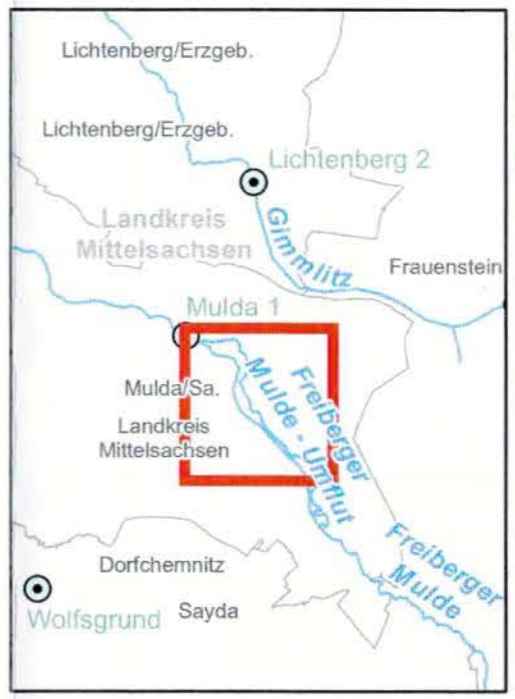 Lichtenberg/Erzgeb.
Lichtenberg/Erzgeb.
Lichtenberg 2
Landkreis
Mittelsachsen
Gimmlitz
Frauenstein
Mulda 1
Mulda/Sa.
Landkreis
Mittelsachsen
Freiberger
Mulde - Umflut
Freiberger
Mulde
Dorfchemnitz
Wolfsgrund
Sayda